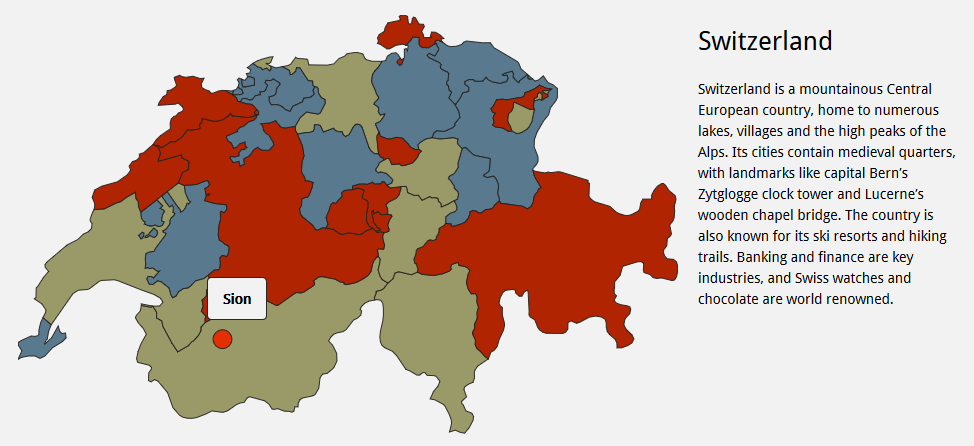 Switzerland
Switzerland is a mountainous Central
European country, home to numerous
lakes, villages and the high peaks of the
Alps. Its cities contain medieval quarters,
with landmarks like capital Bern’s
Zytglogge clock tower and Lucerne’s
wooden chapel bridge. The country is
also known for its ski resorts and hiking
trails. Banking and finance are key
industries, and Swiss watches and
chocolate are world renowned.
Sion